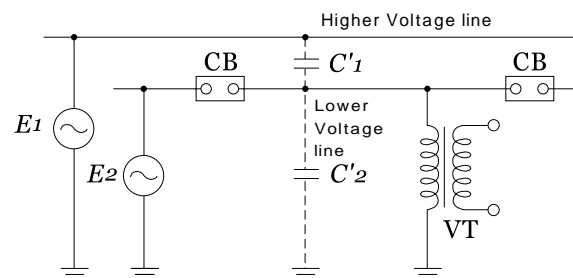 Higher Voltage line
CB
C'1
CB
E1
Lower
Voltage
line
E2
C'2
VT